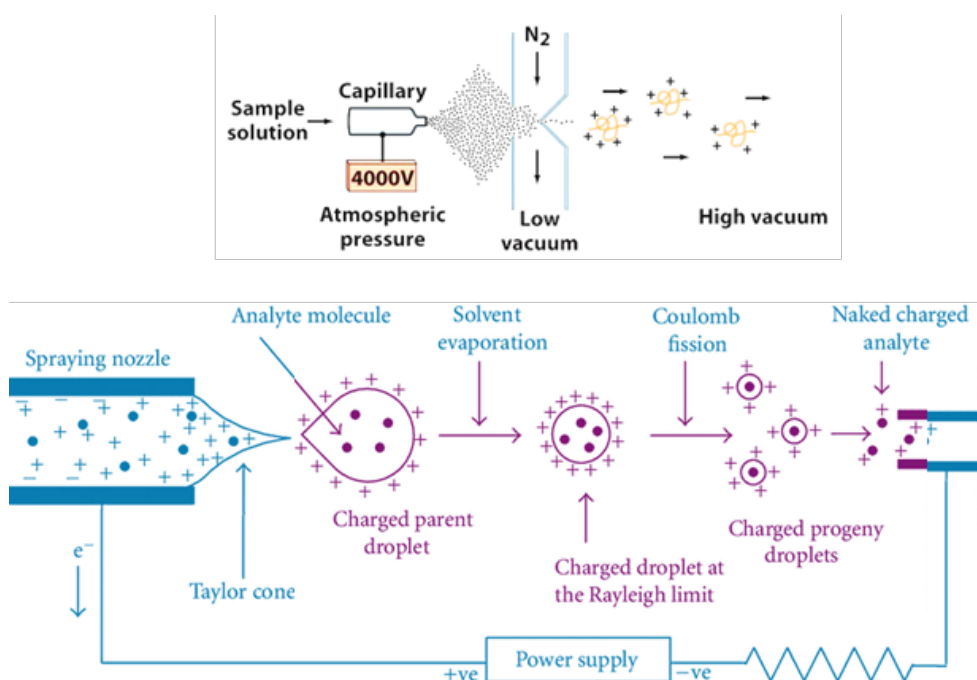 N2
Capillary
Sample
solution
4000V
Atmospheric
pressure
Low
vacuum
High vacuum
Analyte molecule
Solvent
evaporation
Coulomb
fission
Naked charged
analyte
Spraying nozzle
Charged parent
droplet
Charged progeny
droplets
Charged droplet at
the Rayleigh limit
e−
Taylor cone
+ve
Power supply
−ve